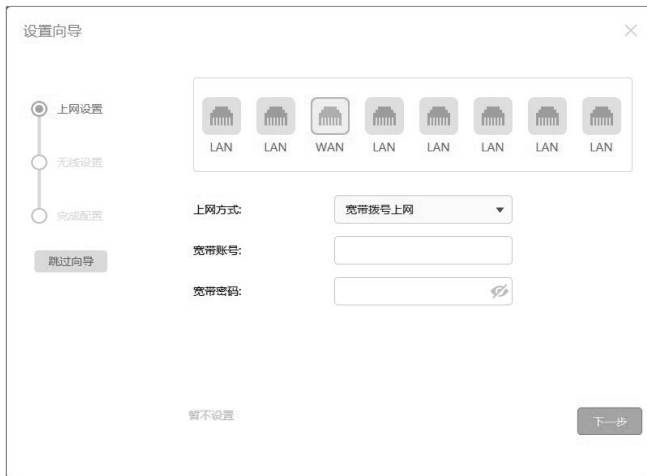 设置向导
上网设置
无线设置
完成配置
跳过向导
LAN LAN WAN LAN LAN LAN LAN LAN
上网方式: 宽带拨号上网
宽带账号:
宽带密码:
暂不设置
下一步